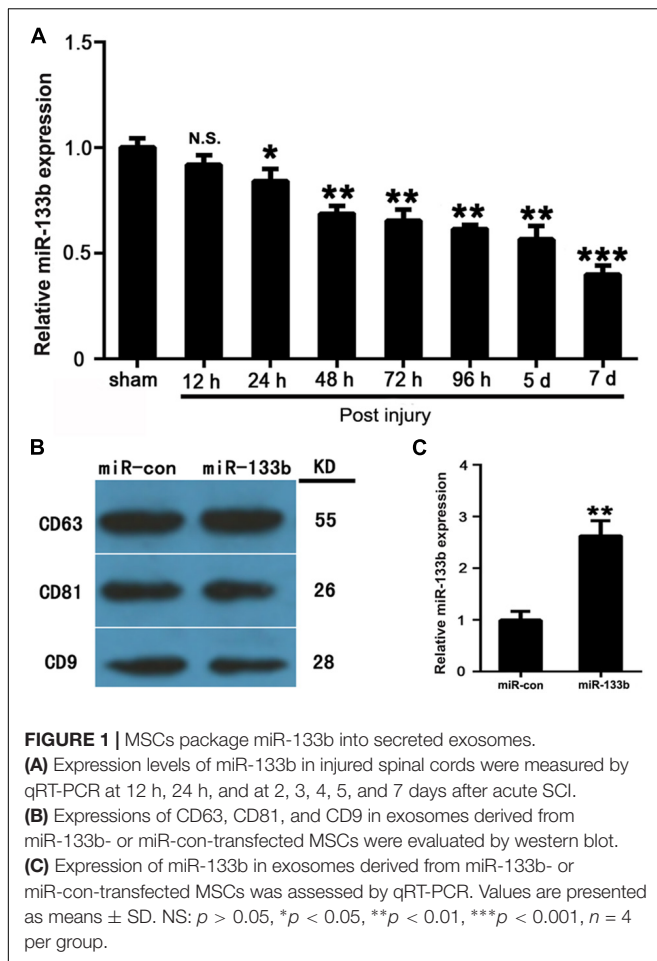 A
Relative miR-133b expression
1.5
1.0
0.5
0
N.S.
*
**
**
**
**
***
sham
12 h
24 h
48 h
72 h
96 h
5 d
7 d
Post injury
B
miR-con
miR-133b
KD
CD63
55
CD81
26
CD9
28
C
Relative miR-133b expression
4
3
2
1
0
**
miR-con
miR-133b
FIGURE 1 | MSCs package miR-133b into secreted exosomes.
(A) Expression levels of miR-133b in injured spinal cords were measured by
qRT-PCR at 12 h, 24 h, and at 2, 3, 4, 5, and 7 days after acute SCI.
(B) Expressions of CD63, CD81, and CD9 in exosomes derived from
miR-133b- or miR-con-transfected MSCs were evaluated by western blot.
(C) Expression of miR-133b in exosomes derived from miR-133b- or
miR-con-transfected MSCs was assessed by qRT-PCR. Values are presented
as means ± SD. NS: p > 0.05, *p < 0.05, **p < 0.01, ***p < 0.001, n = 4
per group.